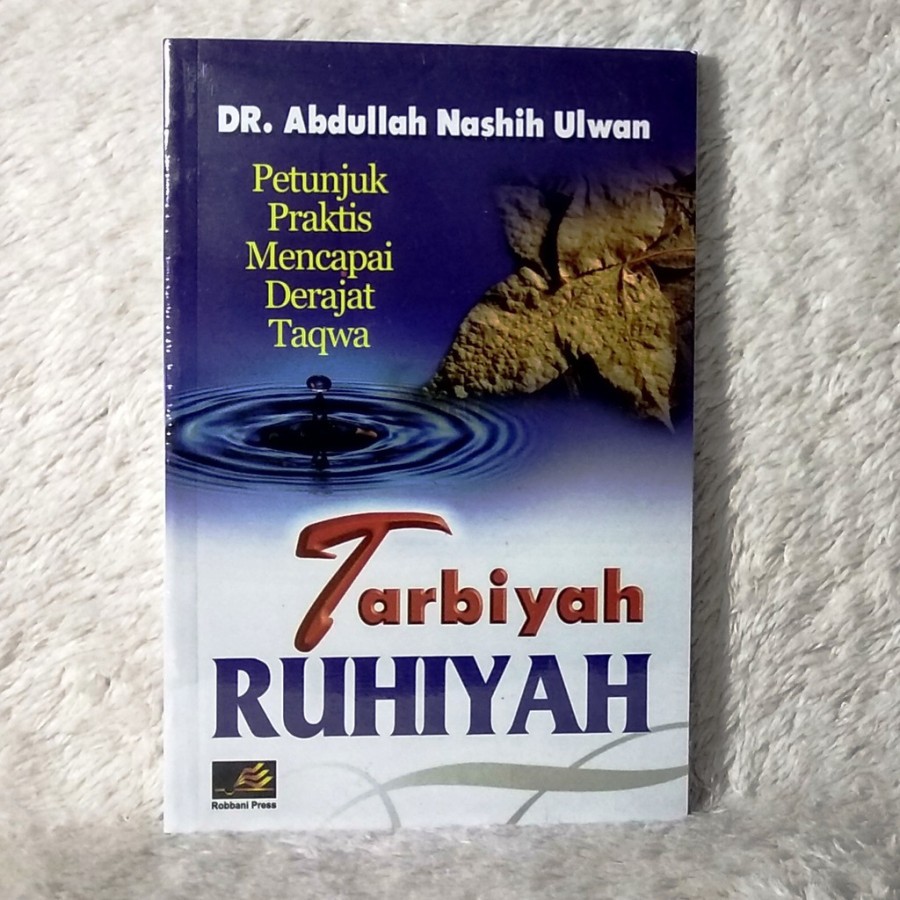 DR. Abdullah Nashih Ulwan
Petunjuk
Praktis
Mencapai
Derajat
Taqwa
Tarbiyah
RUHIYAH
Robbani Press